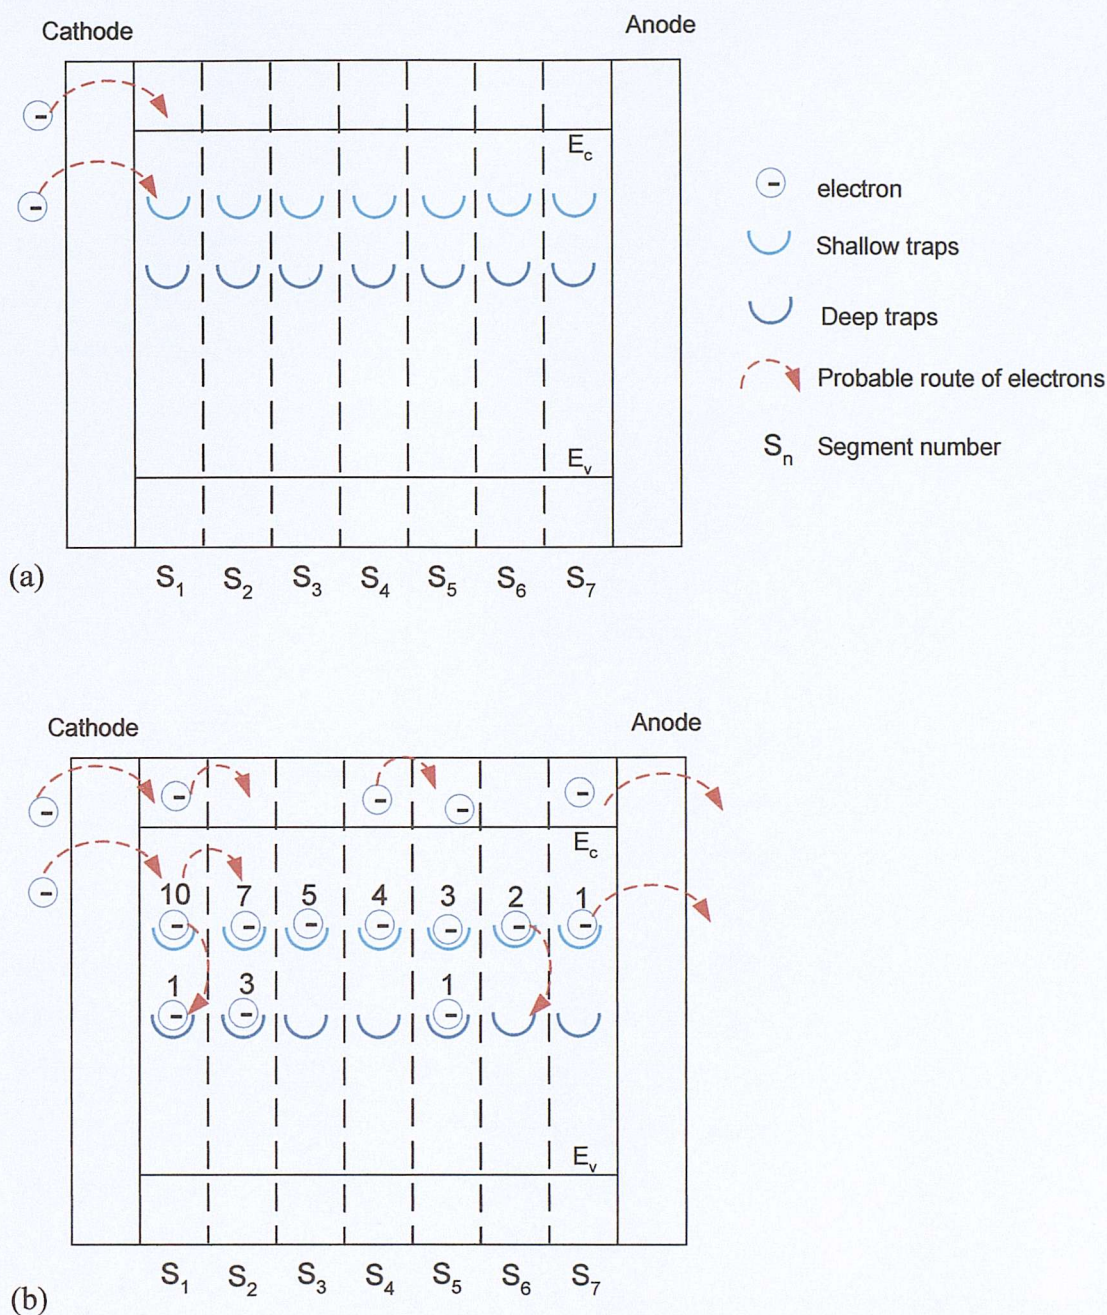 Cathode
Anode
E_c
E_v
electron
Shallow traps
Deep traps
Probable route of electrons
S_n Segment number
(a)
S_1 S_2 S_3 S_4 S_5 S_6 S_7
Cathode
Anode
E_c
10 7 5 4 3 2 1
1 3 1
E_v
S_1 S_2 S_3 S_4 S_5 S_6 S_7
(b)